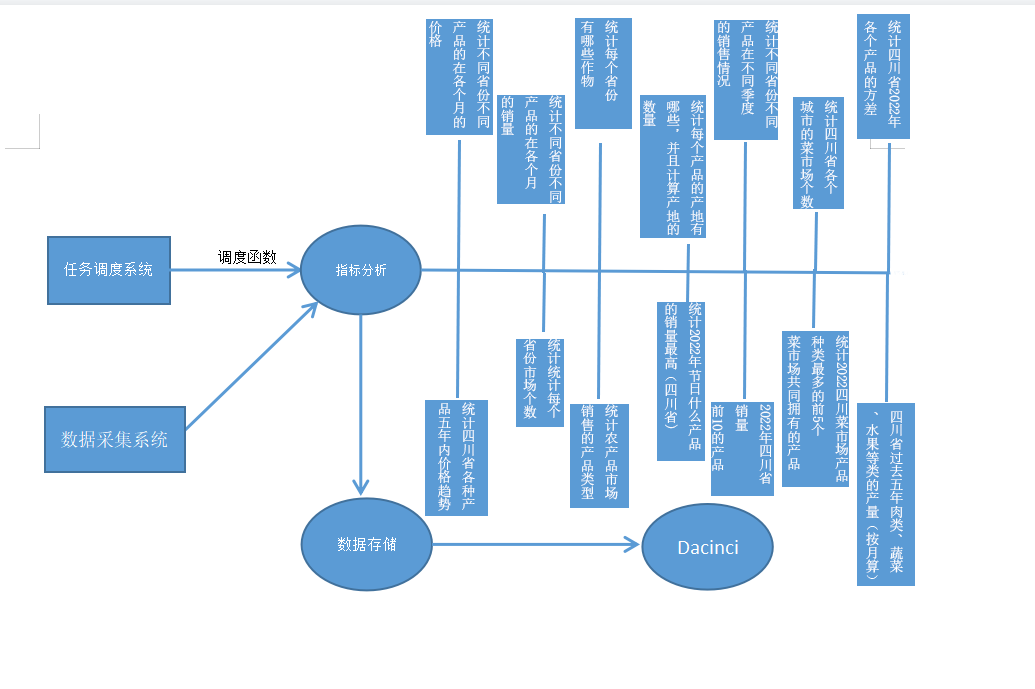 统计不同省份不同
产品的在各个月的
价格
统计不同省份不同
产品的在各个月
的销量
统计每个省份
有哪些作物
统计每个产品的产地有
哪些，并且计算产地的
数量
统计不同省份不同
产品在不同季度
的销售情况
统计四川省各个
城市的菜市场个数
统计四川省2022年
各个产品的方差
任务调度系统
调度函数
指标分析
数据采集系统
统计四川省各种产
品五年内价格趋势
统计统计每个
省份市场个数
统计农产品市场
销售的产品类型
统计2022年节日什么产品
的销量最高（四川省）
2022年四川省
销量
前10的产品
统计2022四川菜市场产品
种类最多的前5个
菜市场共同拥有的产品
四川省过去五年肉类、蔬菜
、水果等类的产量（按月算）
数据存储
Dacinci